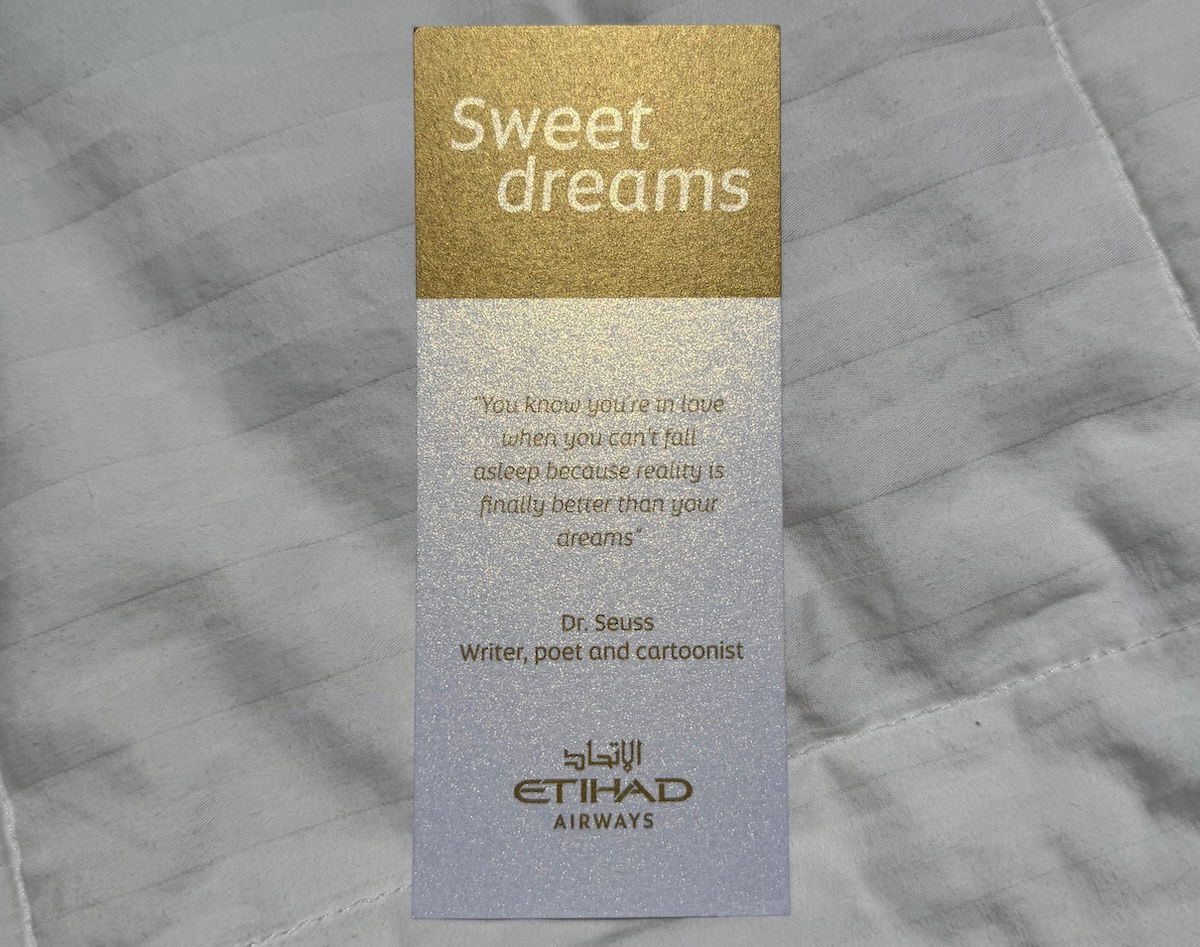 Sweet
dreams
"You know you're in love
when you can't fall
asleep because reality is
finally better than your
dreams"
Dr. Seuss
Writer, poet and cartoonist
الإتحاد
ETIHAD
AIRWAYS